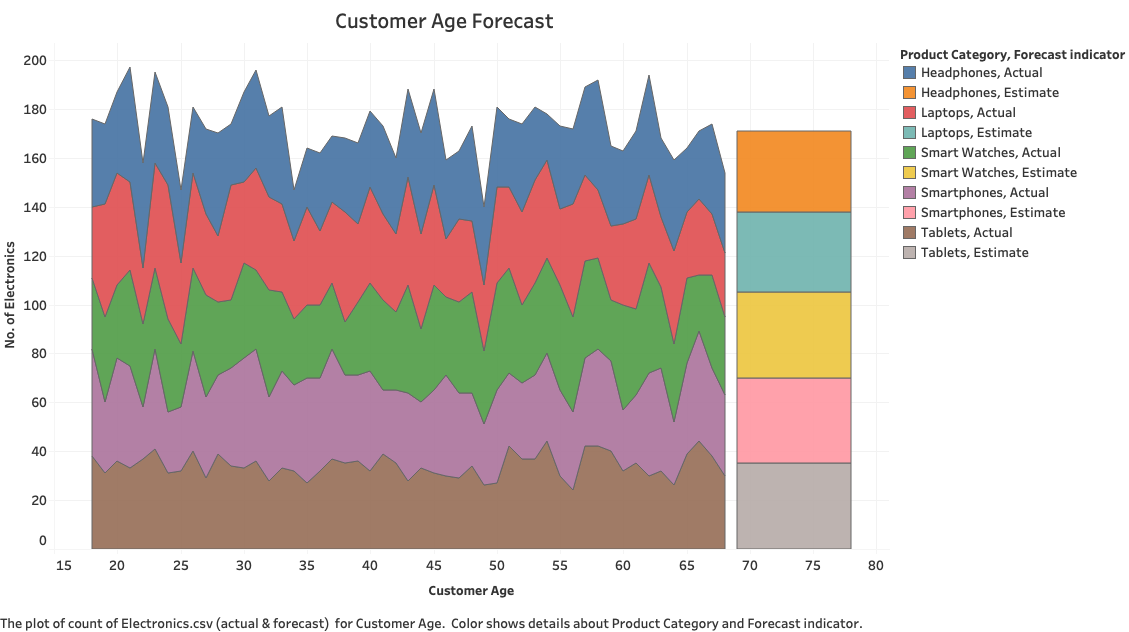 Customer Age Forecast
Product Category, Forecast indicator
Headphones, Actual
Headphones, Estimate
Laptops, Actual
Laptops, Estimate
Smart Watches, Actual
Smart Watches, Estimate
Smartphones, Actual
Smartphones, Estimate
Tablets, Actual
Tablets, Estimate
No. of Electronics
200
180
160
140
120
100
80
60
40
20
0
15 20 25 30 35 40 45 50 55 60 65 70 75 80
Customer Age
The plot of count of Electronics.csv (actual & forecast) for Customer Age. Color shows details about Product Category and Forecast indicator.